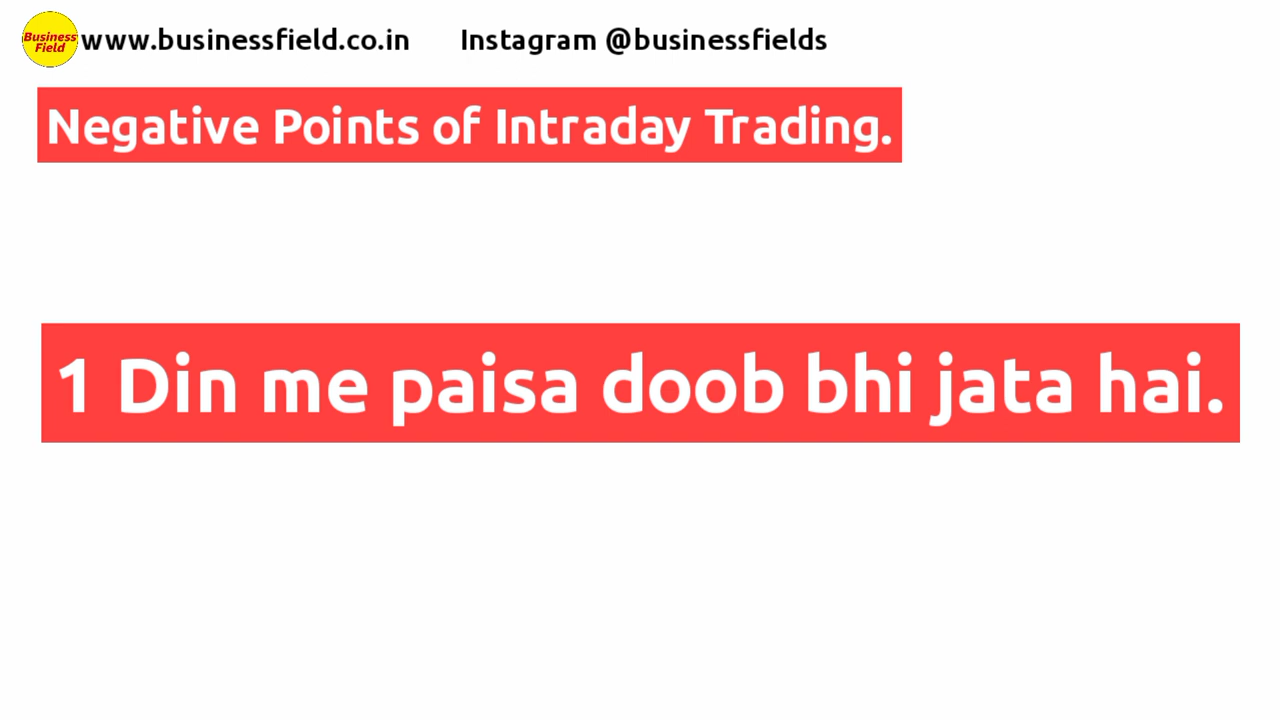 Business
Field
www.businessfield.co.in Instagram @businessfields
Negative Points of Intraday Trading.
1 Din me paisa doob bhi jata hai.